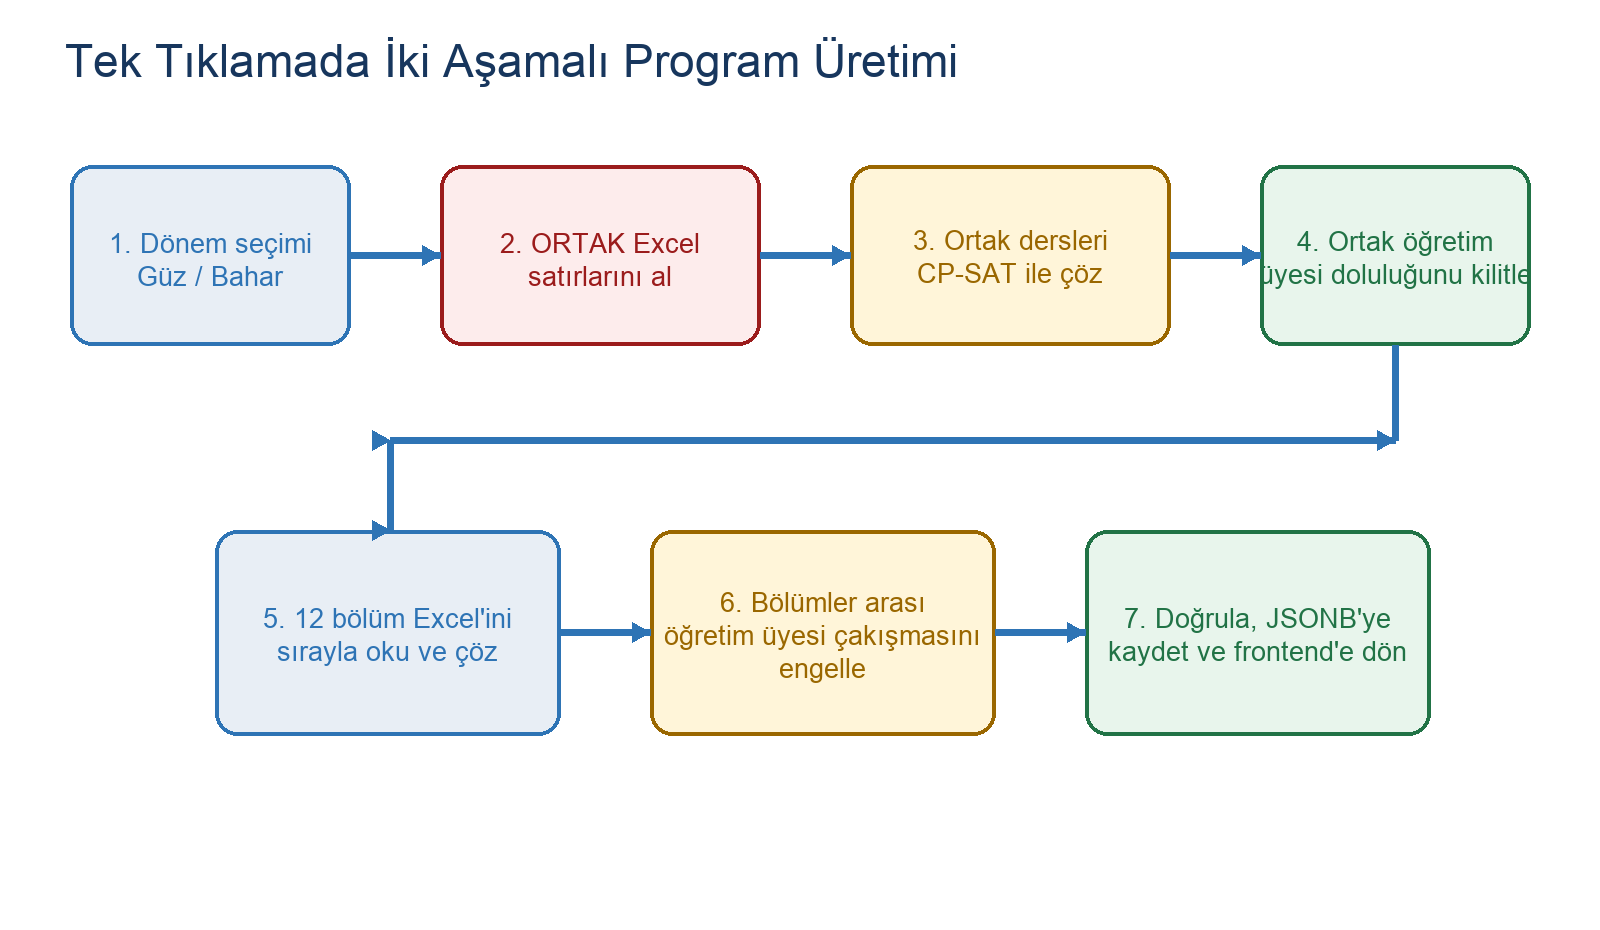 Tek Tıklamada İki Aşamalı Program Üretimi
1. Dönem seçimi
Güz / Bahar
2. ORTAK Excel
satırlarını al
3. Ortak dersleri
CP-SAT ile çöz
4. Ortak öğretim
üyesi doluluğunu kilitle
5. 12 bölüm Excel'ini
sırayla oku ve çöz
6. Bölümler arası
öğretim üyesi çakışmasını
engelle
7. Doğrula, JSONB'ye
kaydet ve frontend'e dön